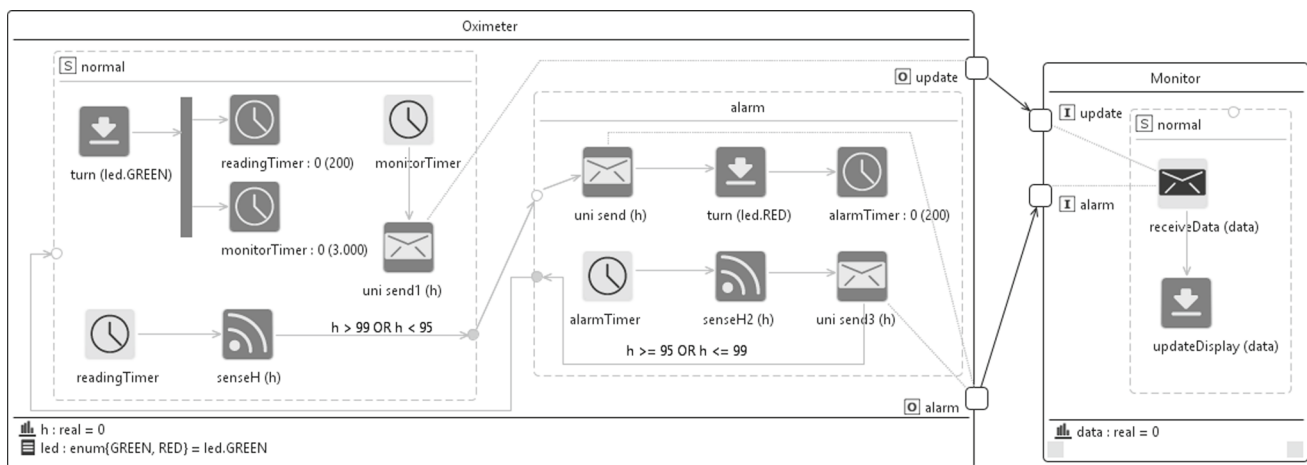 Oximeter
S normal
turn (led.GREEN)
readingTimer : 0 (200)
monitorTimer : 0 (3.000)
monitorTimer
uni send1 (h)
readingTimer
senseH (h)
h > 99 OR h < 95
O update
alarm
uni send (h)
turn (led.RED)
alarmTimer : 0 (200)
alarmTimer
senseH2 (h)
uni send3 (h)
h >= 95 OR h <= 99
O alarm
h : real = 0
led : enum{GREEN, RED} = led.GREEN
Monitor
I update
I alarm
S normal
receiveData (data)
updateDisplay (data)
data : real = 0